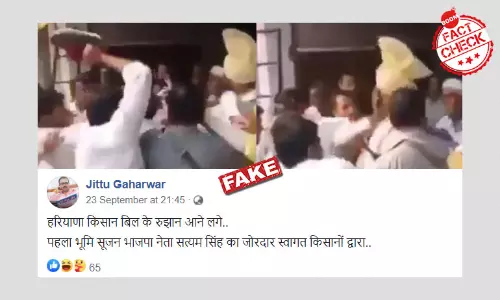 BOOM
FACT
CHECK
FAKE
Jittu Gaharwar
23 September at 21:45
हरियाणा किसान बिल के रुझान आने लगे..
पहला भूमि सूजन भाजपा नेता सत्यम सिंह का जोरदार स्वागत किसानों द्वारा..
65